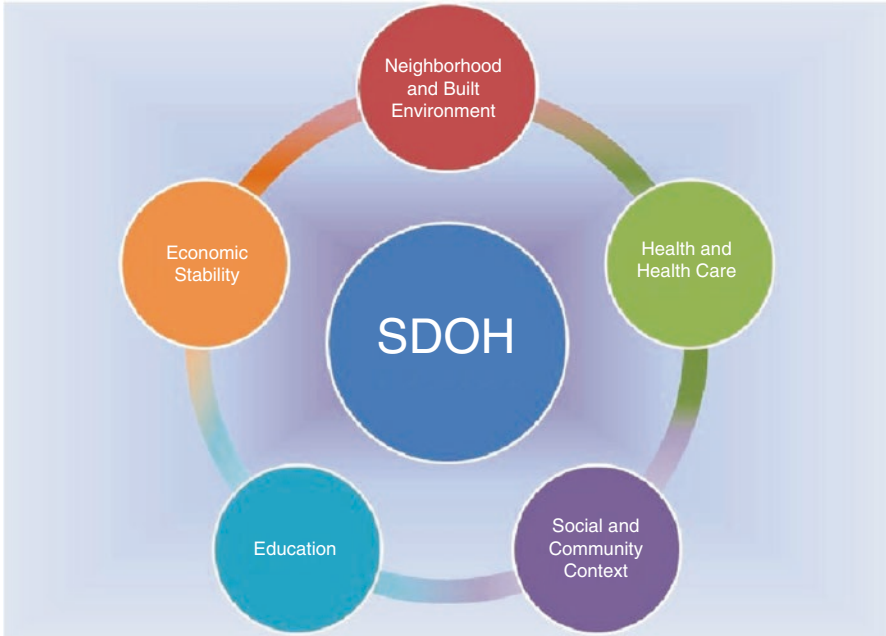 Neighborhood
and Built
Environment
Economic
Stability
Health and
Health Care
SDOH
Education
Social and
Community
Context